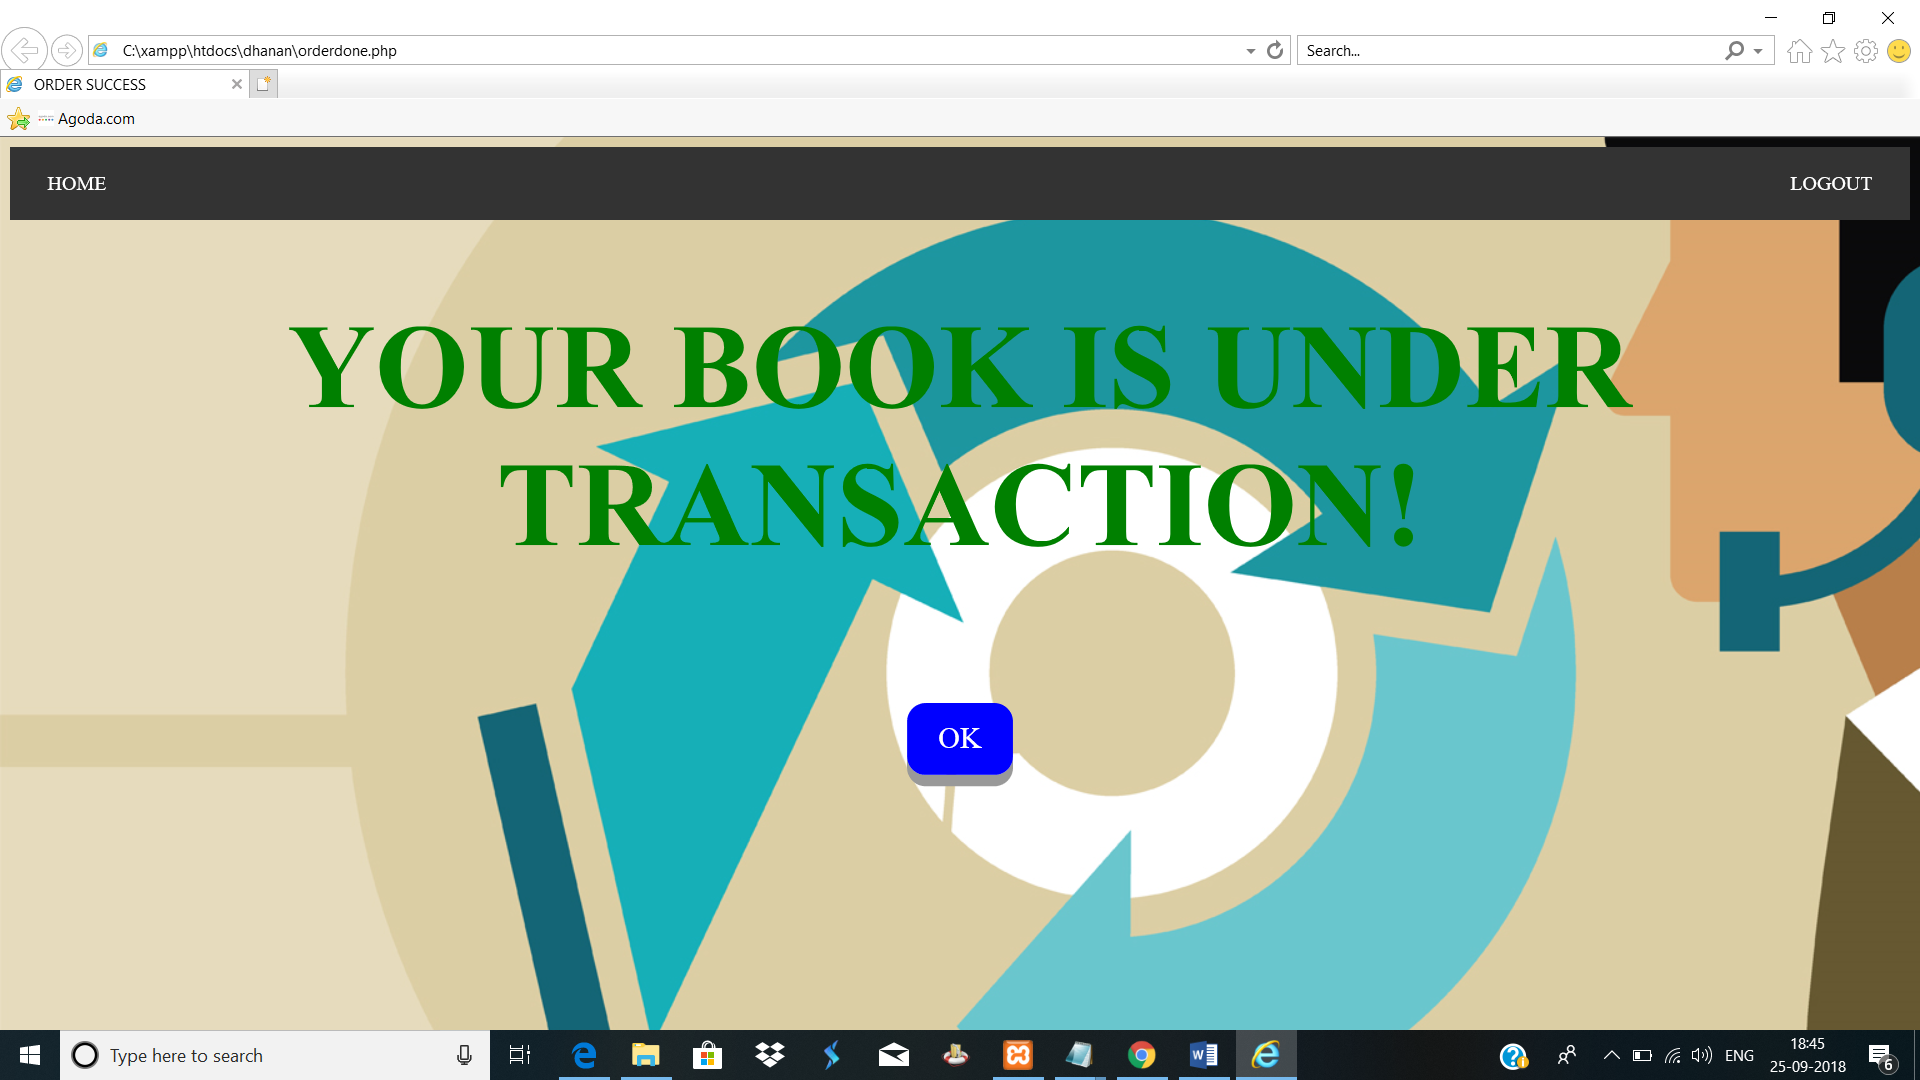 C:\xampp\htdocs\dhanan\orderdone.php
Search...
ORDER SUCCESS
Agoda.com
HOME
LOGOUT
YOUR BOOK IS UNDER
TRANSACTION!
OK
Type here to search
ENG
18:45
25-09-2018
6